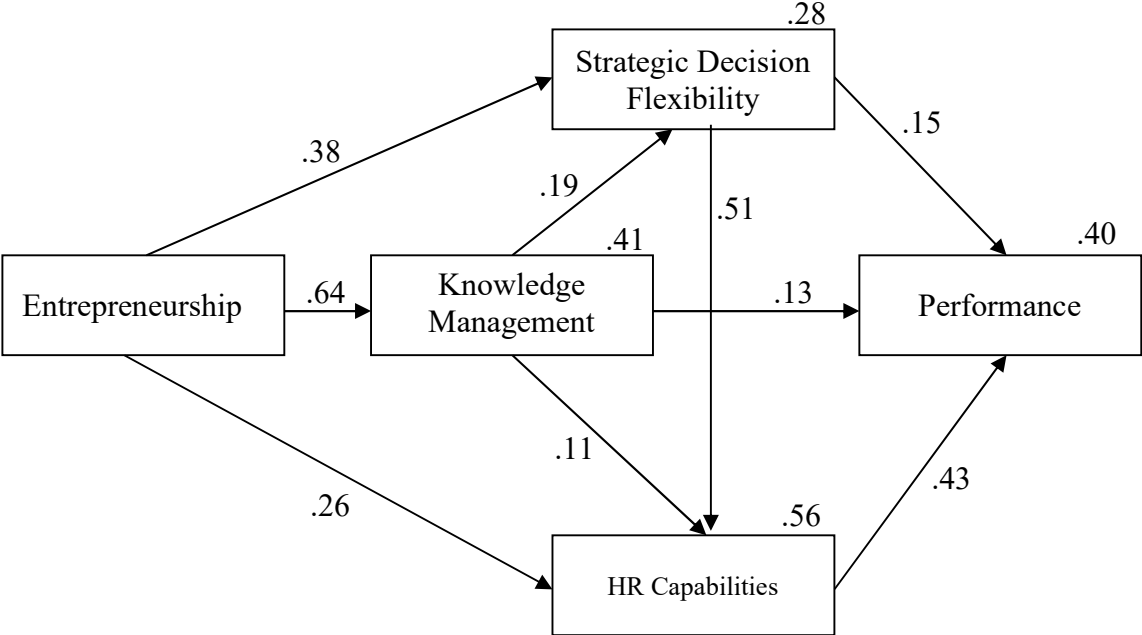 .28
Strategic Decision
Flexibility
.15
.38
.19
.51
.41
.40
Entrepreneurship
.64
Knowledge
Management
.13
Performance
.11
.26
.43
.56
HR Capabilities